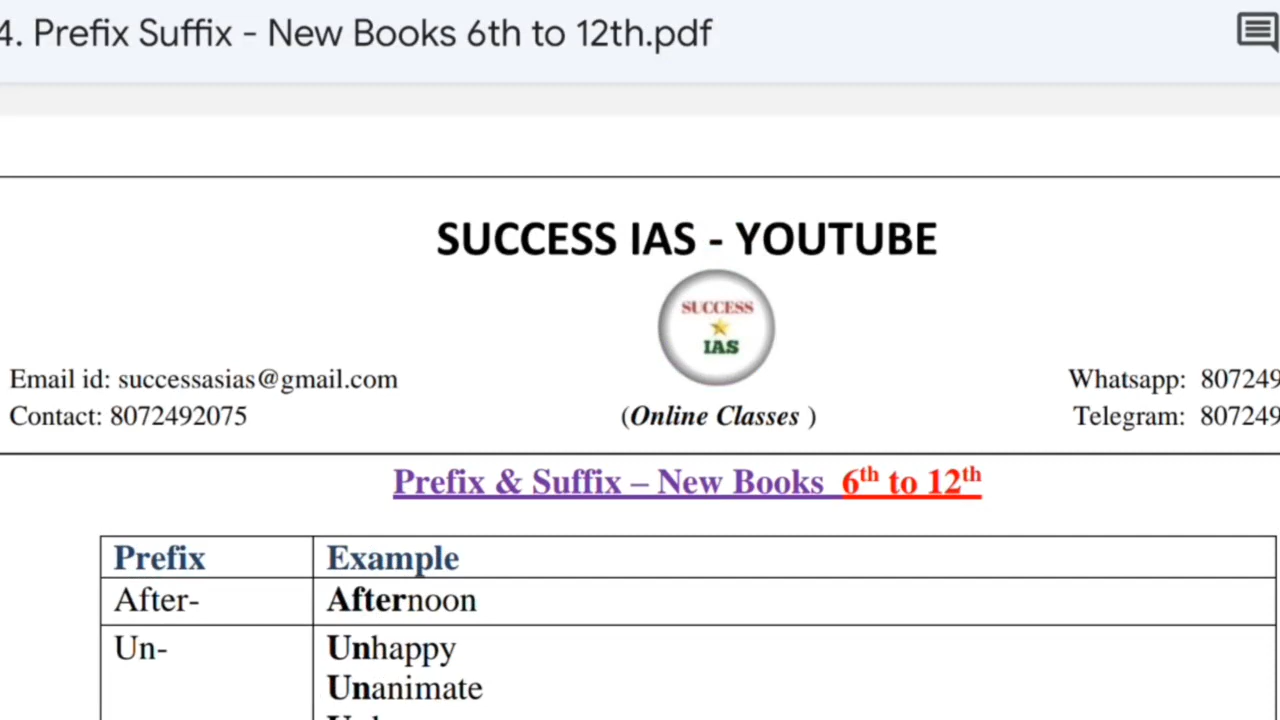 4. Prefix Suffix - New Books 6th to 12th.pdf
SUCCESS IAS - YOUTUBE
SUCCESS
IAS
Email id: successasias@gmail.com
Whatsapp: 807249
Contact: 8072492075
(Online Classes )
Telegram: 807249
Prefix & Suffix – New Books 6th to 12th
Prefix Example
After- Afternoon
Un- Unhappy
Unanimate